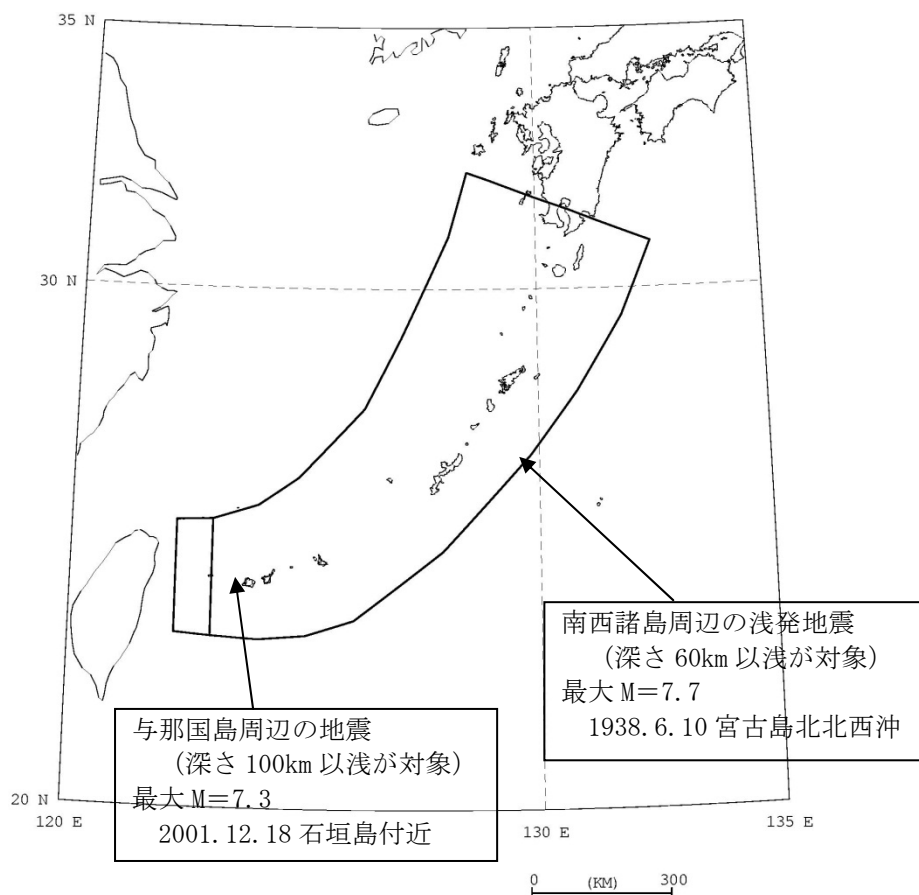 35 N
30 N
南西諸島周辺の浅発地震
(深さ 60km 以浅が対象)
最大 M=7.7
1938.6.10 宮古島北北西沖
与那国島周辺の地震
(深さ 100km 以浅が対象)
最大 M=7.3
2001.12.18 石垣島付近
20 N
120 E
130 E
135 E
0 (KM) 300